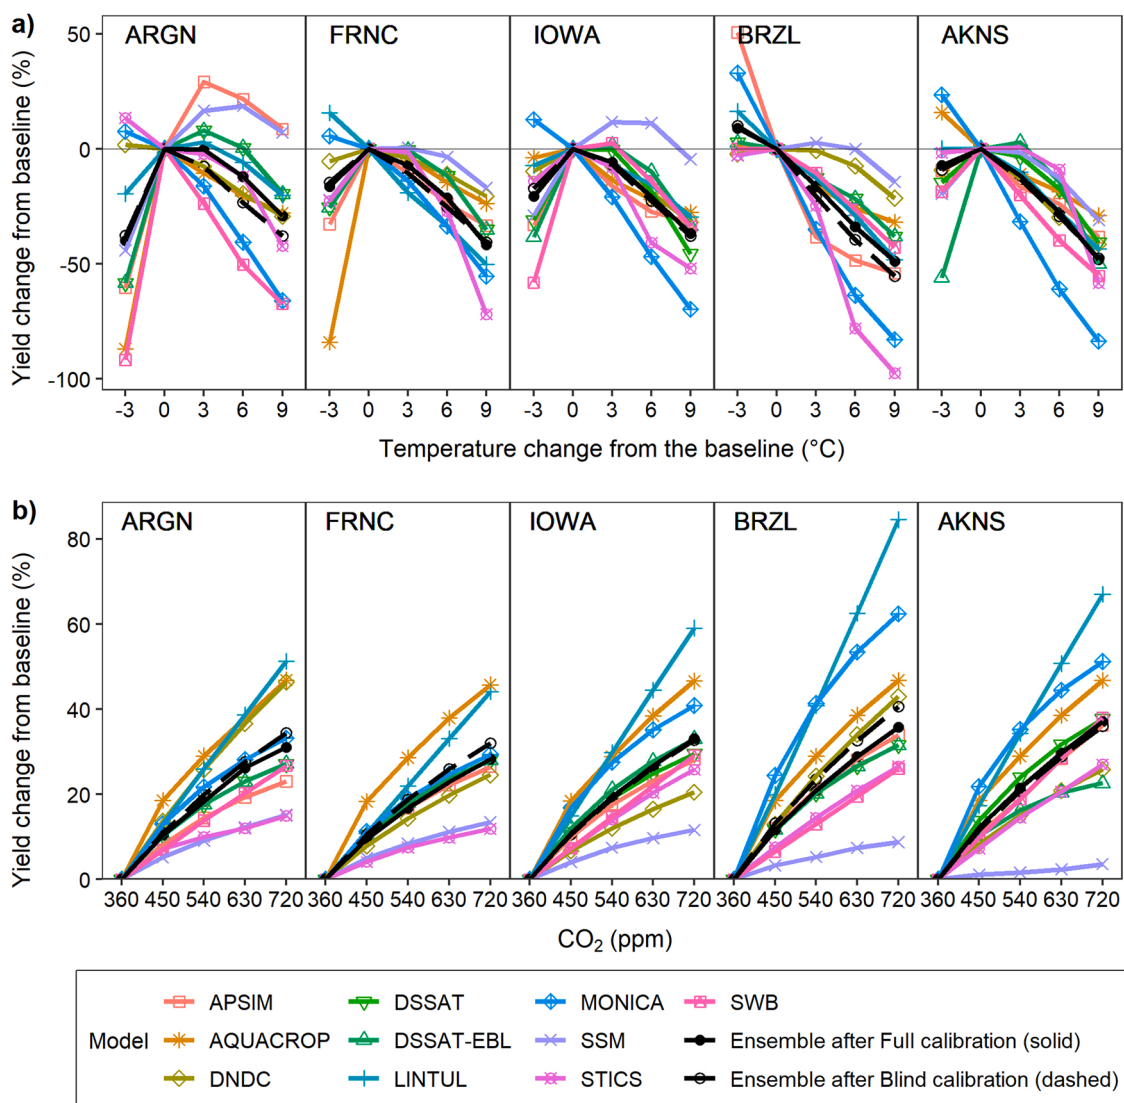 a)
ARGN FRNC IOWA BRZL AKNS
Yield change from baseline (%)
50
0
-50
-100
-3 0 3 6 9 -3 0 3 6 9 -3 0 3 6 9 -3 0 3 6 9 -3 0 3 6 9
Temperature change from the baseline (°C)
b)
ARGN FRNC IOWA BRZL AKNS
Yield change from baseline (%)
80
60
40
20
0
360 450 540 630 720 360 450 540 630 720 360 450 540 630 720 360 450 540 630 720 360 450 540 630 720
CO₂ (ppm)
Model
APSIM DSSAT MONICA SWB
AQUACROP DSSAT-EBL SSM Ensemble after Full calibration (solid)
DNDC LINTUL STICS Ensemble after Blind calibration (dashed)